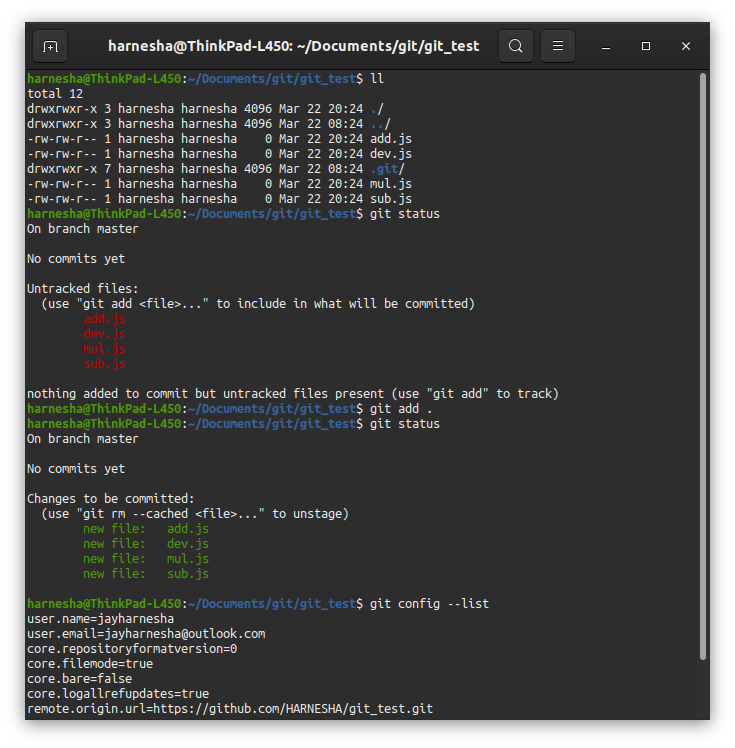 harnesha@ThinkPad-L450: ~/Documents/git/git_test
harnesha@ThinkPad-L450:~/Documents/git/git_test$ ll
total 12
drwxrwxr-x 3 harnesha harnesha 4096 Mar 22 20:24 ./
drwxrwxr-x 3 harnesha harnesha 4096 Mar 22 08:24 ../
-rw-rw-r-- 1 harnesha harnesha    0 Mar 22 20:24 add.js
-rw-rw-r-- 1 harnesha harnesha    0 Mar 22 20:24 dev.js
drwxrwxr-x 7 harnesha harnesha 4096 Mar 22 08:24 .git/
-rw-rw-r-- 1 harnesha harnesha    0 Mar 22 20:24 mul.js
-rw-rw-r-- 1 harnesha harnesha    0 Mar 22 20:24 sub.js
harnesha@ThinkPad-L450:~/Documents/git/git_test$ git status
On branch master

No commits yet

Untracked files:
  (use "git add <file>..." to include in what will be committed)
        add.js
        dev.js
        mul.js
        sub.js

nothing added to commit but untracked files present (use "git add" to track)
harnesha@ThinkPad-L450:~/Documents/git/git_test$ git add .
harnesha@ThinkPad-L450:~/Documents/git/git_test$ git status
On branch master

No commits yet

Changes to be committed:
  (use "git rm --cached <file>..." to unstage)
        new file:   add.js
        new file:   dev.js
        new file:   mul.js
        new file:   sub.js

harnesha@ThinkPad-L450:~/Documents/git/git_test$ git config --list
user.name=jayharnesha
user.email=jayharnesha@outlook.com
core.repositoryformatversion=0
core.filemode=true
core.bare=false
core.logallrefupdates=true
remote.origin.url=https://github.com/HARNESHA/git_test.git